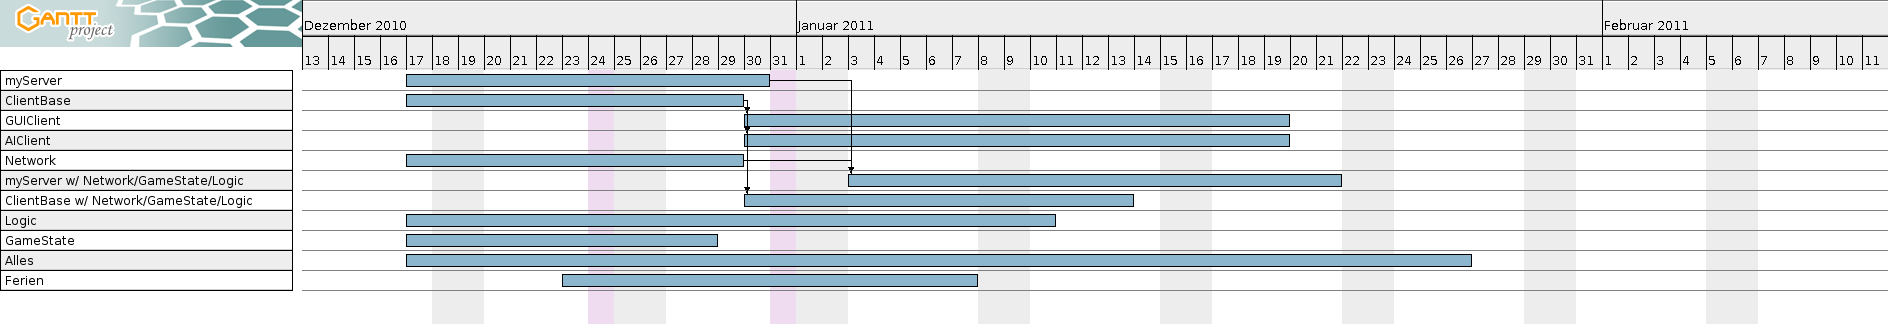 GANTT
project
Dezember 2010 Januar 2011 Februar 2011
13 14 15 16 17 18 19 20 21 22 23 24 25 26 27 28 29 30 31 1 2 3 4 5 6 7 8 9 10 11 12 13 14 15 16 17 18 19 20 21 22 23 24 25 26 27 28 29 30 31 1 2 3 4 5 6 7 8 9 10 11
myServer
ClientBase
GUIClient
AIClient
Network
myServer w/ Network/GameState/Logic
ClientBase w/ Network/GameState/Logic
Logic
GameState
Alles
Ferien